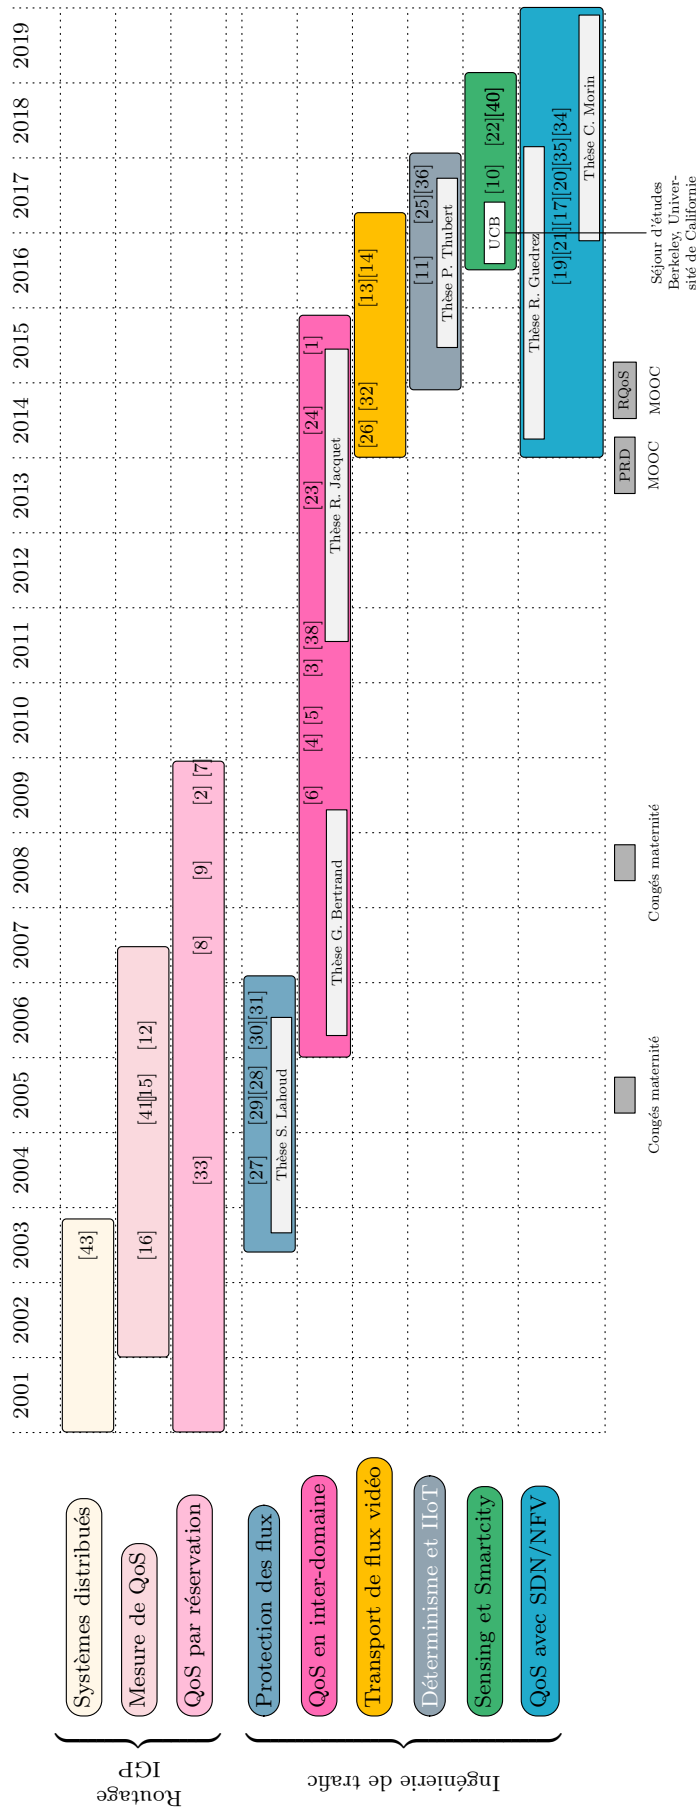 2001 2002 2003 2004 2005 2006 2007 2008 2009 2010 2011 2012 2013 2014 2015 2016 2017 2018 2019
Routage
IGP
Systèmes distribués
[43]
Mesure de QoS
[16]
[41]
[15]
[12]
QoS par réservation
[33]
[8]
[9]
[2]
[7]
Ingénierie de trafic
Protection des flux
[27]
[29][28]
[30][31]
Thèse S. Lahoud
QoS en inter-domaine
[6]
[4]
[5]
[3]
[38]
[23]
[24]
[1]
Thèse G. Bertrand
Thèse R. Jacquet
Transport de flux vidéo
[26]
[32]
[13][14]
Déterminisme et IIoT
[11]
[25][36]
Thèse P. Thubert
Sensing et Smartcity
UCB
[10]
[22][40]
QoS avec SDN/NFV
Thèse R. Guedrez
[19][21][17][20][35][34]
Thèse C. Morin
Congés maternité
Congés maternité
PRD
MOOC
RQoS
MOOC
Séjour d'études
Berkeley, Univer-
sité de Californie